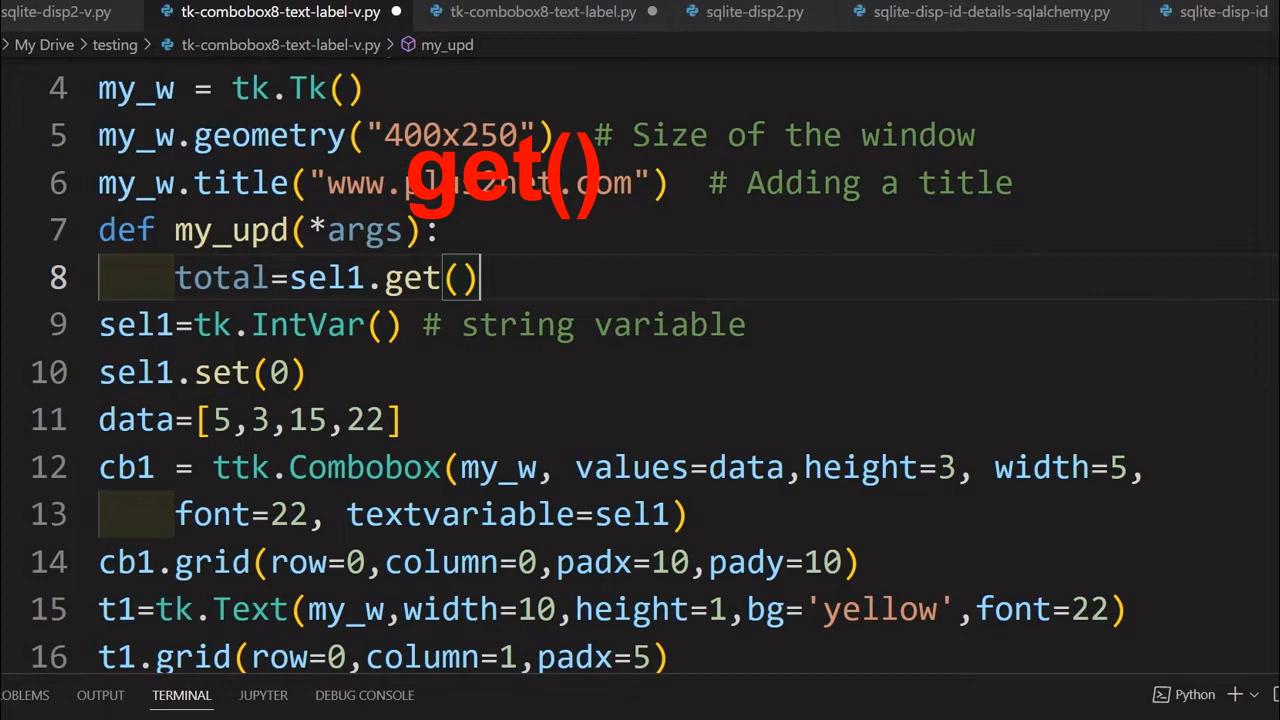 sqlite-disp2-v.py tk-combobox8-text-label-v.py tk-combobox8-text-label.py sqlite-disp2.py sqlite-disp-id-details-sqlalchemy.py sqlite-disp-id
My Drive > testing > tk-combobox8-text-label-v.py > my_upd
4 my_w = tk.Tk()
5 my_w.geometry("400x250") # Size of the window
get()
6 my_w.title("www.plus2net.com") # Adding a title
7 def my_upd(*args):
8 total=sel1.get()
9 sel1=tk.IntVar() # string variable
10 sel1.set(0)
11 data=[5,3,15,22]
12 cb1 = ttk.Combobox(my_w, values=data,height=3, width=5,
13 font=22, textvariable=sel1)
14 cb1.grid(row=0,column=0,padx=10,pady=10)
15 t1=tk.Text(my_w,width=10,height=1,bg='yellow',font=22)
16 t1.grid(row=0,column=1,padx=5)
OBLEMS OUTPUT TERMINAL JUPYTER DEBUG CONSOLE Python